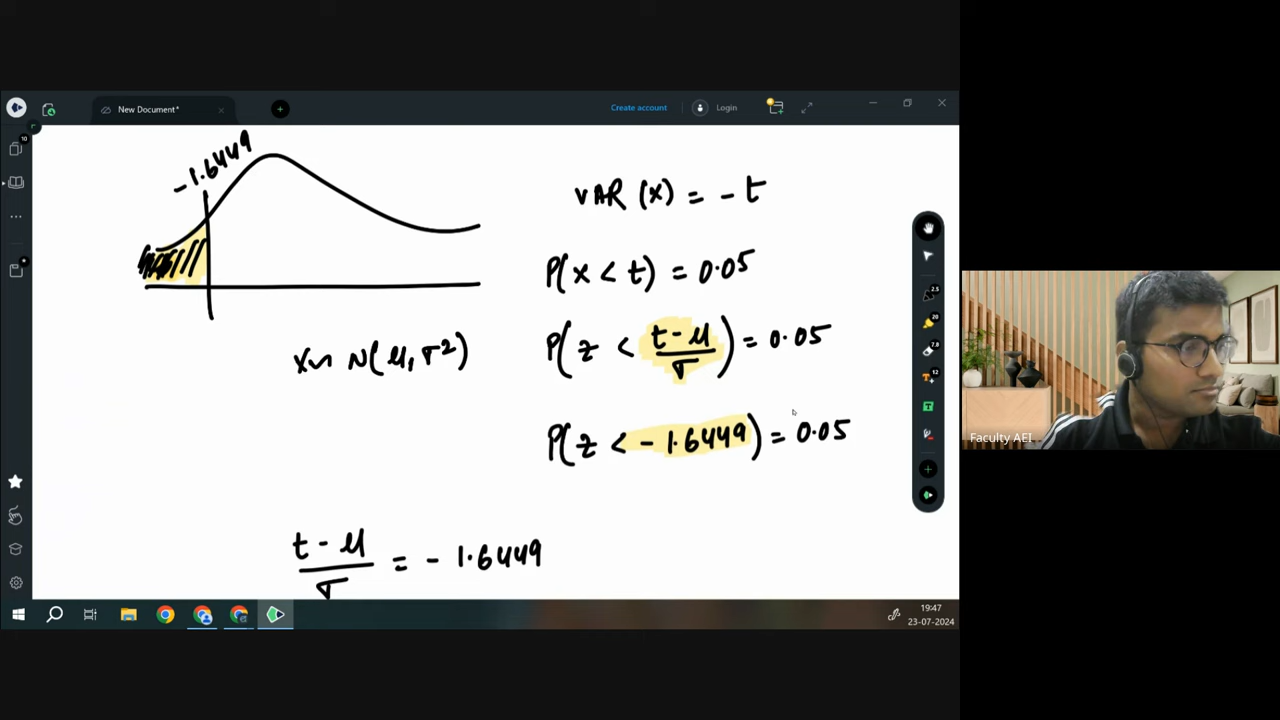 New Document*
Create account
Login
-1.6449
VAR (x) = - t
P(x < t) = 0.05
x ~ N(μ, σ²)
P(z < (t - μ)/σ) = 0.05
P(z < - 1.6449) = 0.05
(t - μ)/σ = - 1.6449
Faculty AEI
19:47
23-07-2024